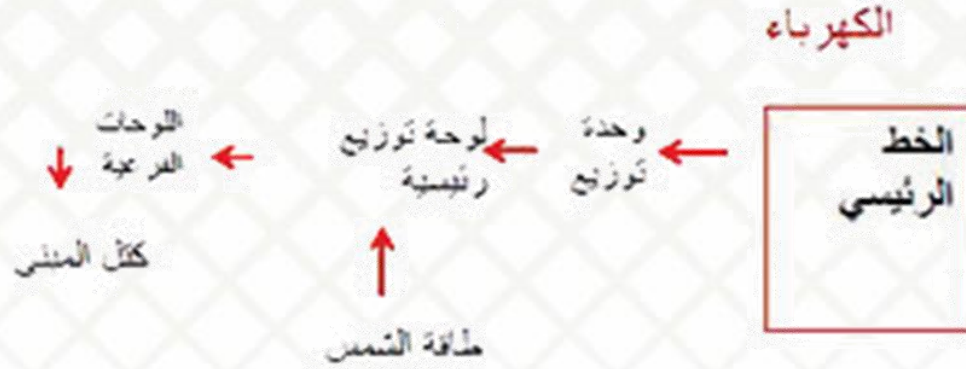 الكهرباء
الخط
الرئيسي
وحدة
توزيع
لوحة توزيع
رئيسية
اللوحات
الفرعية
كتل المبنى
طاقة الشمس